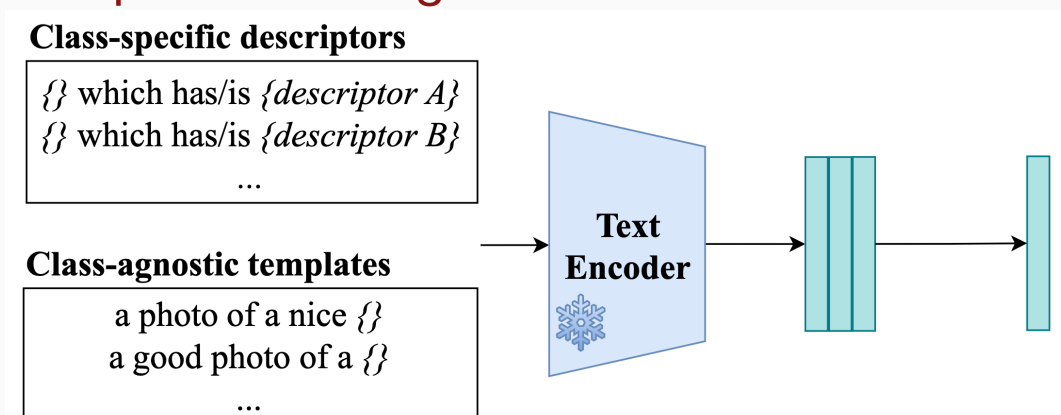 Class-specific descriptors
{} which has/is {descriptor A}
{} which has/is {descriptor B}
...
Class-agnostic templates
a photo of a nice {}
a good photo of a {}
...
Text
Encoder